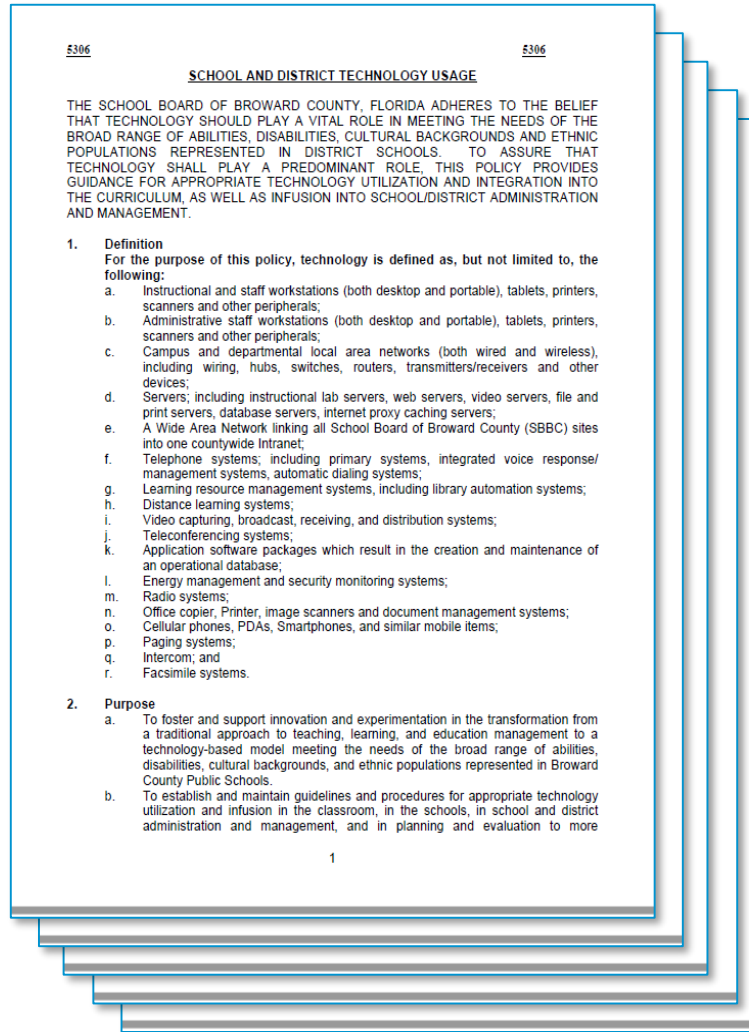 5306 5306
SCHOOL AND DISTRICT TECHNOLOGY USAGE
THE SCHOOL BOARD OF BROWARD COUNTY, FLORIDA ADHERES TO THE BELIEF
THAT TECHNOLOGY SHOULD PLAY A VITAL ROLE IN MEETING THE NEEDS OF THE
BROAD RANGE OF ABILITIES, DISABILITIES, CULTURAL BACKGROUNDS AND ETHNIC
POPULATIONS REPRESENTED IN DISTRICT SCHOOLS. TO ASSURE THAT
TECHNOLOGY SHALL PLAY A PREDOMINANT ROLE, THIS POLICY PROVIDES
GUIDANCE FOR APPROPRIATE TECHNOLOGY UTILIZATION AND INTEGRATION INTO
THE CURRICULUM, AS WELL AS INFUSION INTO SCHOOL/DISTRICT ADMINISTRATION
AND MANAGEMENT.
1. Definition
For the purpose of this policy, technology is defined as, but not limited to, the
following:
a. Instructional and staff workstations (both desktop and portable), tablets, printers,
scanners and other peripherals;
b. Administrative staff workstations (both desktop and portable), tablets, printers,
scanners and other peripherals;
c. Campus and departmental local area networks (both wired and wireless),
including wiring, hubs, switches, routers, transmitters/receivers and other
devices;
d. Servers; including instructional lab servers, web servers, video servers, file and
print servers, database servers, internet proxy caching servers;
e. A Wide Area Network linking all School Board of Broward County (SBBC) sites
into one countywide Intranet;
f. Telephone systems; including primary systems, integrated voice response/
management systems, automatic dialing systems;
g. Learning resource management systems, including library automation systems;
h. Distance learning systems;
i. Video capturing, broadcast, receiving, and distribution systems;
j. Teleconferencing systems;
k. Application software packages which result in the creation and maintenance of
an operational database;
l. Energy management and security monitoring systems;
m. Radio systems;
n. Office copier, Printer, image scanners and document management systems;
o. Cellular phones, PDAs, Smartphones, and similar mobile items;
p. Paging systems;
q. Intercom; and
r. Facsimile systems.
2. Purpose
a. To foster and support innovation and experimentation in the transformation from
a traditional approach to teaching, learning, and education management to a
technology-based model meeting the needs of the broad range of abilities,
disabilities, cultural backgrounds, and ethnic populations represented in Broward
County Public Schools.
b. To establish and maintain guidelines and procedures for appropriate technology
utilization and infusion in the classroom, in the schools, in school and district
administration and management, and in planning and evaluation to more
1